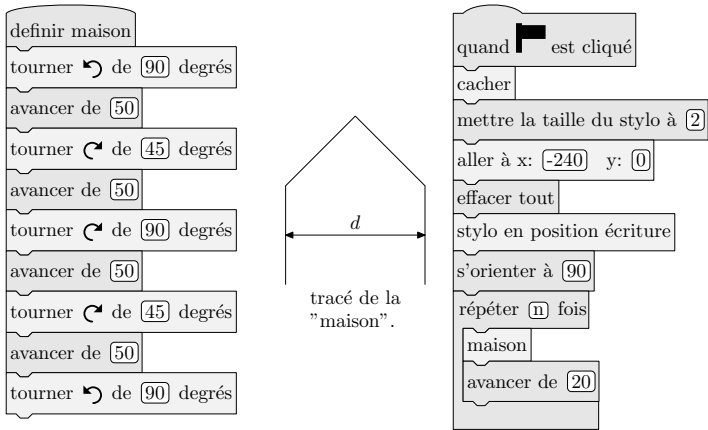 definir maison
tourner ↶ de 90 degrés
avancer de 50
tourner ↷ de 45 degrés
avancer de 50
tourner ↷ de 90 degrés
avancer de 50
tourner ↷ de 45 degrés
avancer de 50
tourner ↶ de 90 degrés
d
tracé de la
"maison".
quand est cliqué
cacher
mettre la taille du stylo à 2
aller à x: -240 y: 0
effacer tout
stylo en position écriture
s'orienter à 90
répéter n fois
maison
avancer de 20